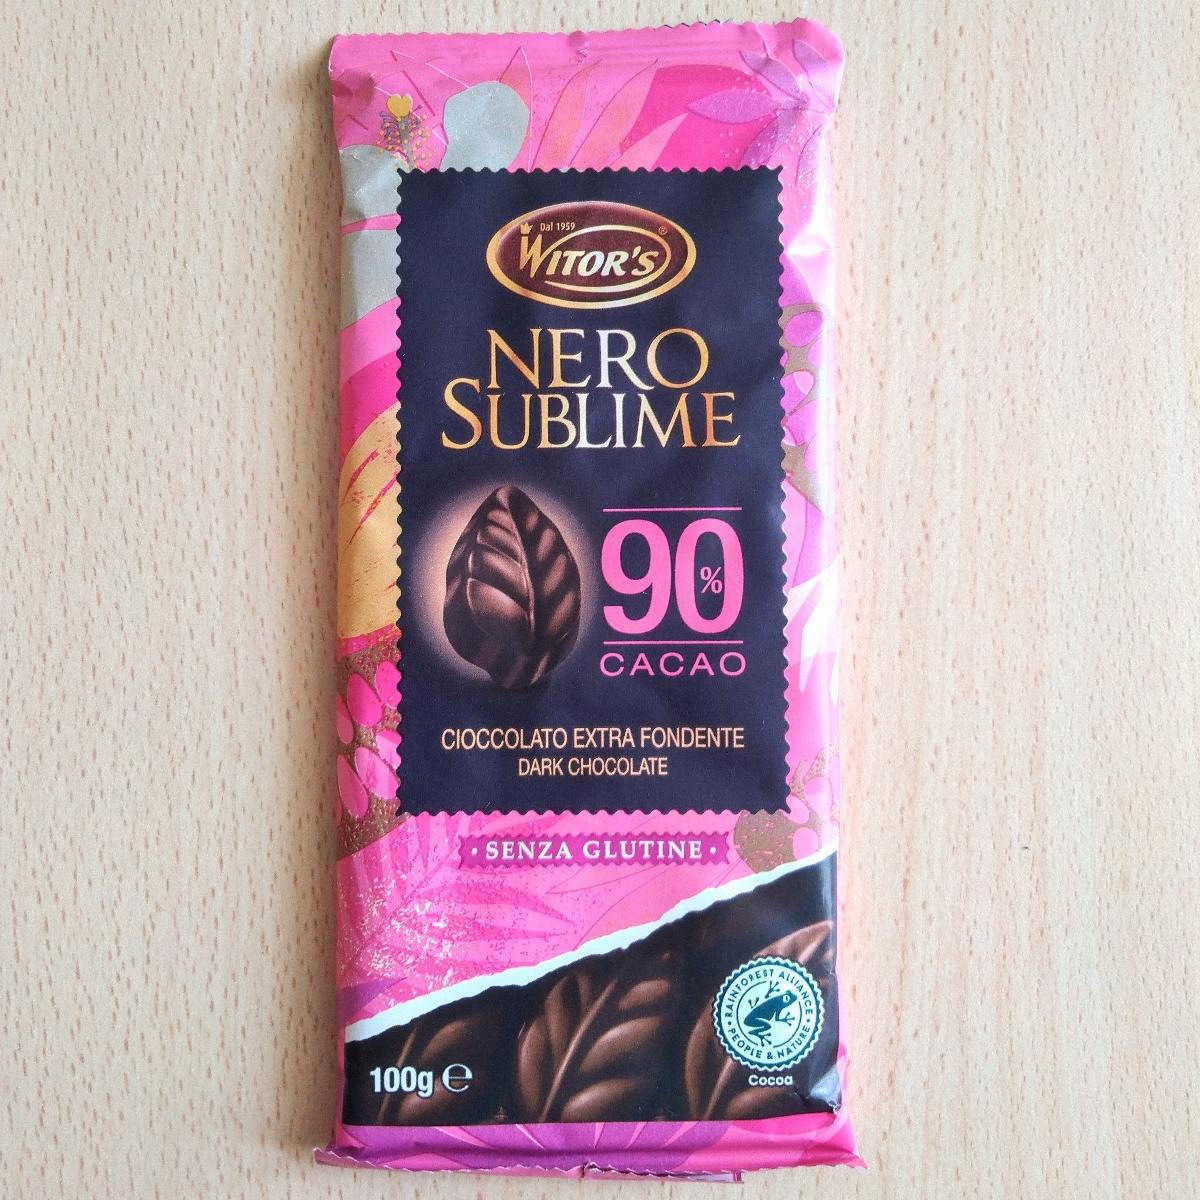 Dal 1959
WITOR'S ®
NERO
SUBLIME
90%
CACAO
CIOCCOLATO EXTRA FONDENTE
DARK CHOCOLATE
· SENZA GLUTINE ·
RAINFOREST ALLIANCE
· PEOPLE & NATURE ·
Cocoa
100g ℮